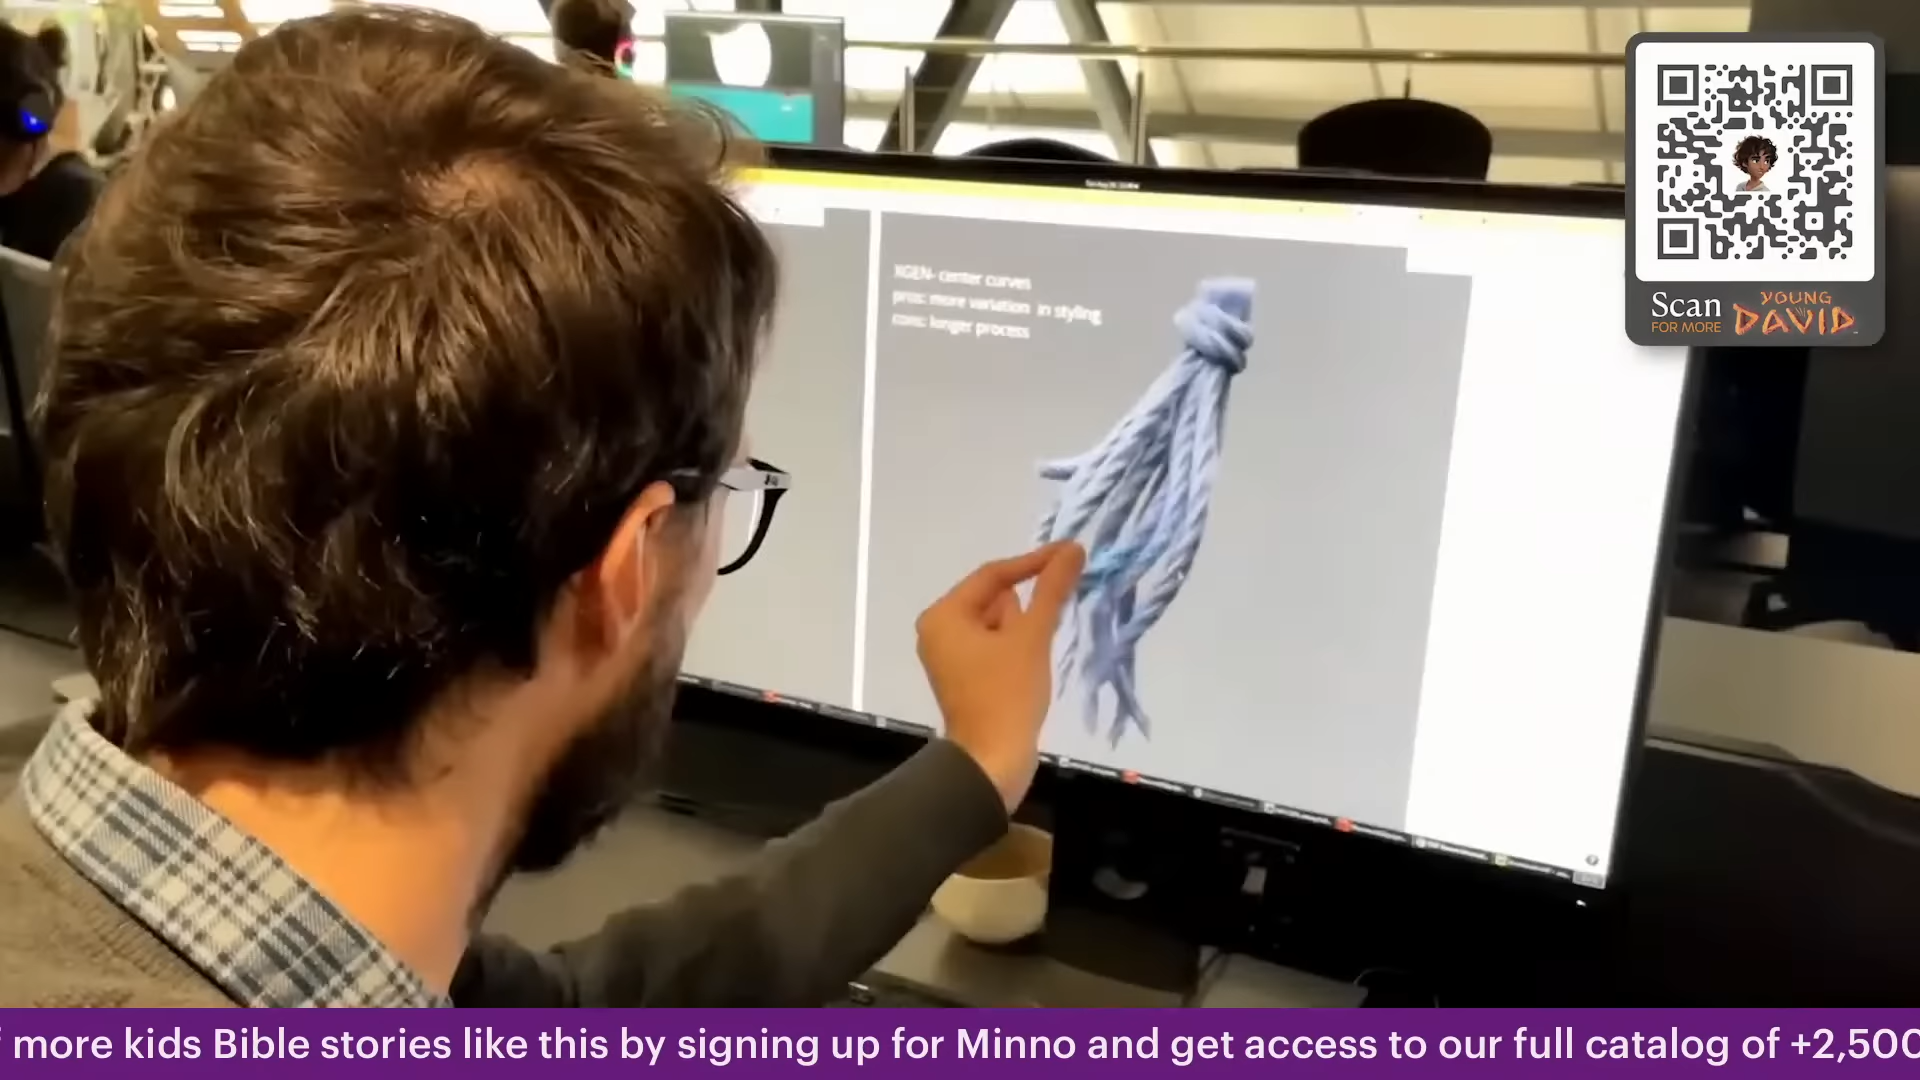 XGEN- center curves
pros: more variation in styling
cons: longer process
Scan
FOR MORE
YOUNG
DAVID
more kids Bible stories like this by signing up for Minno and get access to our full catalog of +2,500